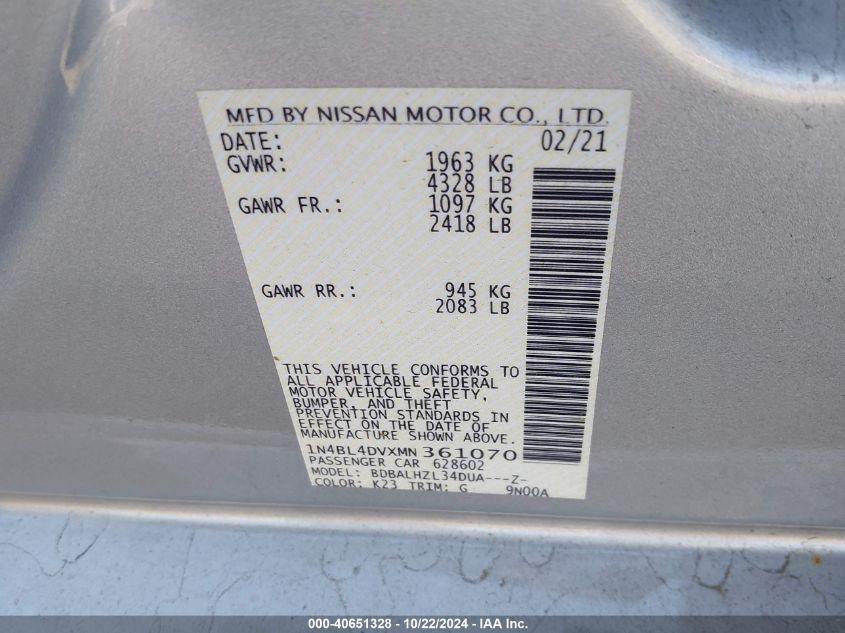 MFD BY NISSAN MOTOR CO., LTD.
DATE: 02/21
GVWR: 1963 KG
4328 LB
GAWR FR.: 1097 KG
2418 LB
GAWR RR.: 945 KG
2083 LB
THIS VEHICLE CONFORMS TO
ALL APPLICABLE FEDERAL
MOTOR VEHICLE SAFETY,
BUMPER, AND THEFT
PREVENTION STANDARDS IN
EFFECT ON THE DATE OF
MANUFACTURE SHOWN ABOVE.
1N4BL4DVXMN361070
PASSENGER CAR 628602
MODEL: BDBALHZL34DUA---Z-
COLOR: K23 TRIM: G 9N00A
000-40651328 - 10/22/2024 - IAA Inc.